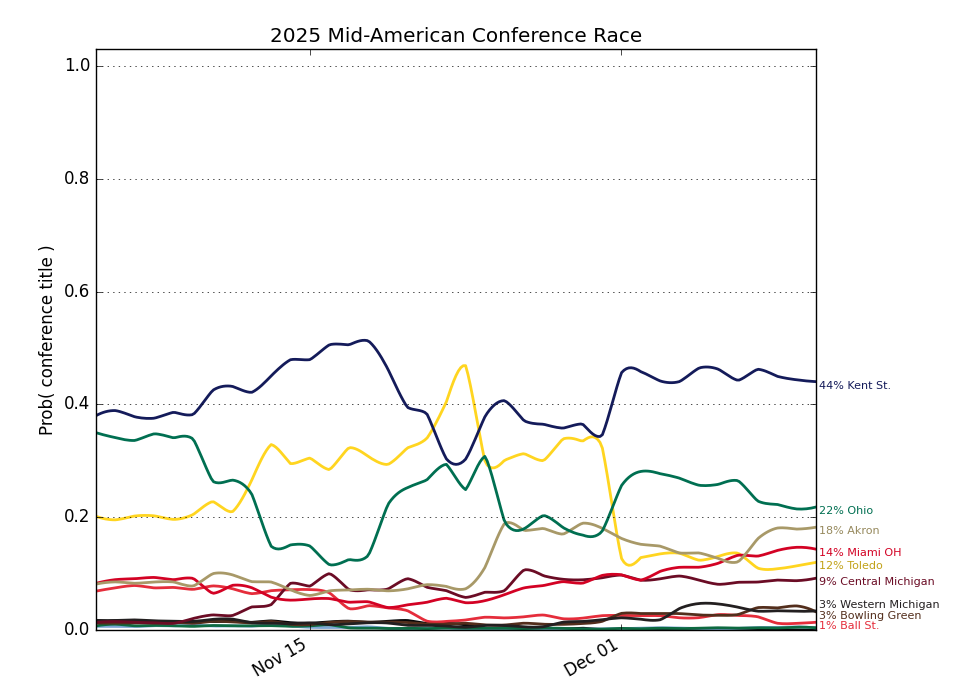 2025 Mid-American Conference Race
Prob( conference title )
1.0
0.8
0.6
0.4
0.2
0.0
Nov 15
Dec 01
44% Kent St.
22% Ohio
18% Akron
14% Miami OH
12% Toledo
9% Central Michigan
3% Western Michigan
3% Bowling Green
1% Ball St.